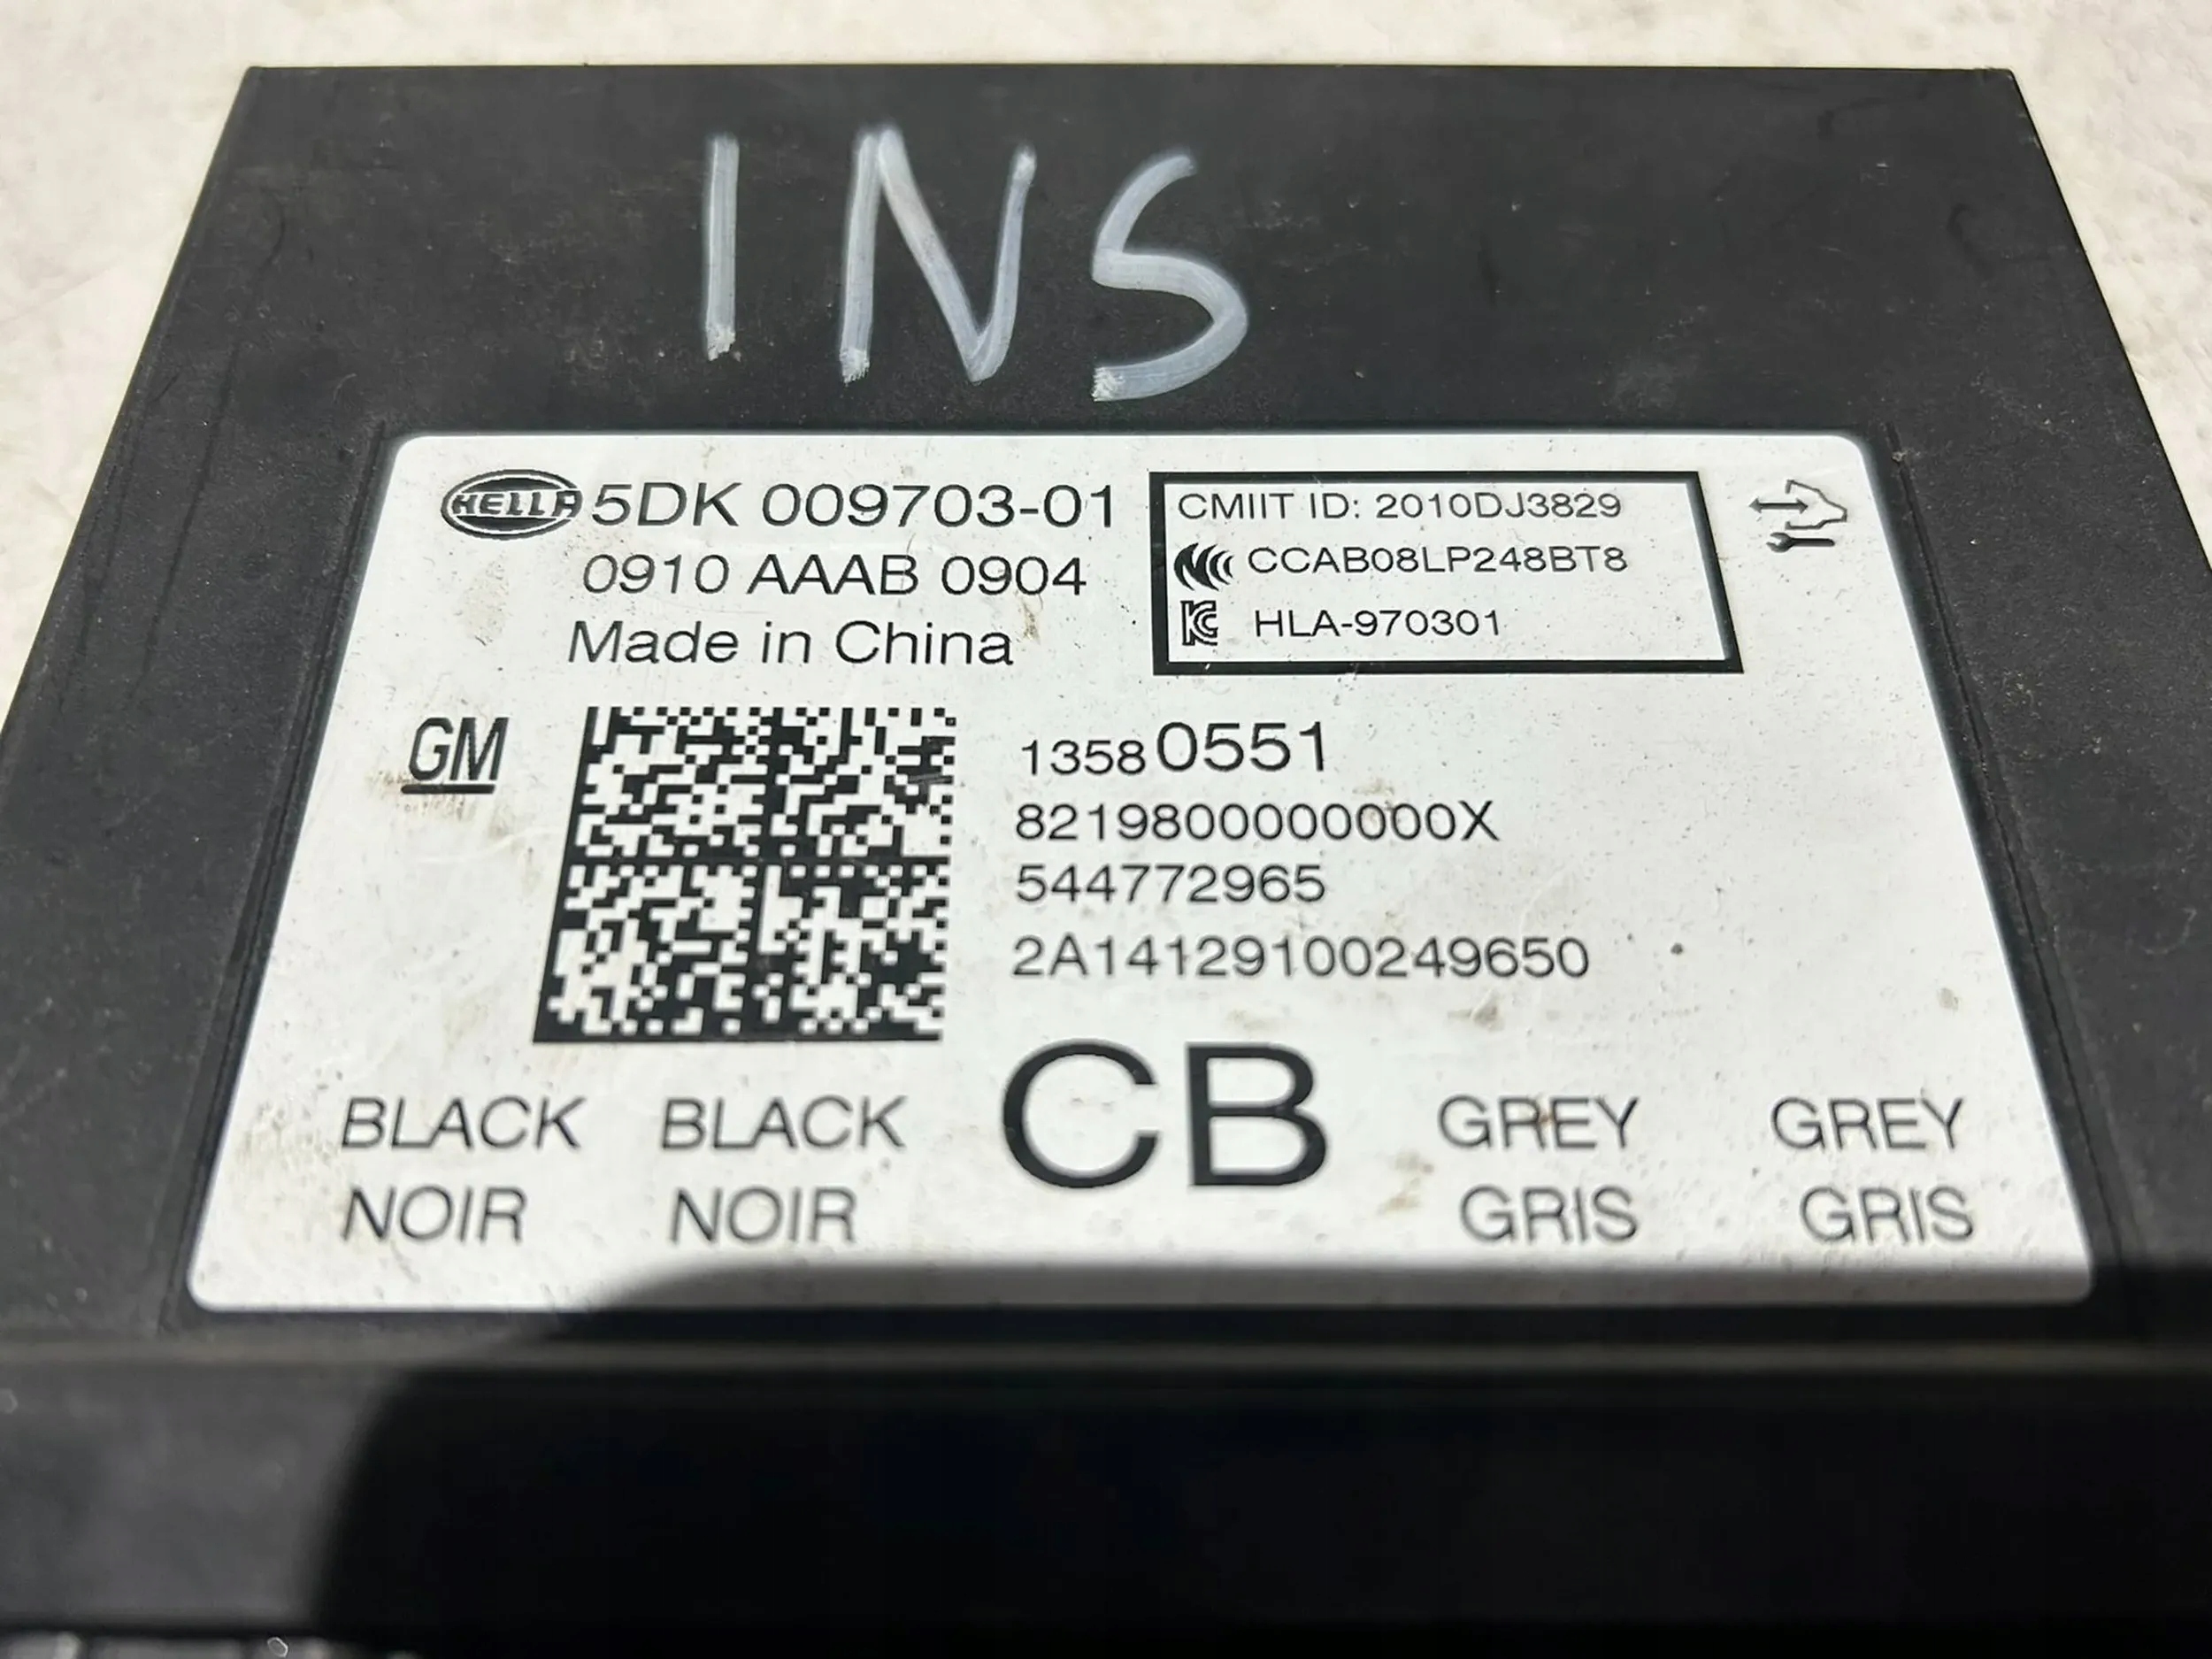 INS
HELLA 5DK 009703-01
0910 AAAB 0904
Made in China
CMIIT ID: 2010DJ3829
CCAB08LP248BT8
HLA-970301
GM
13580551
8219800000000X
544772965
2A14129100249650
CB
BLACK BLACK GREY GREY
NOIR NOIR GRIS GRIS